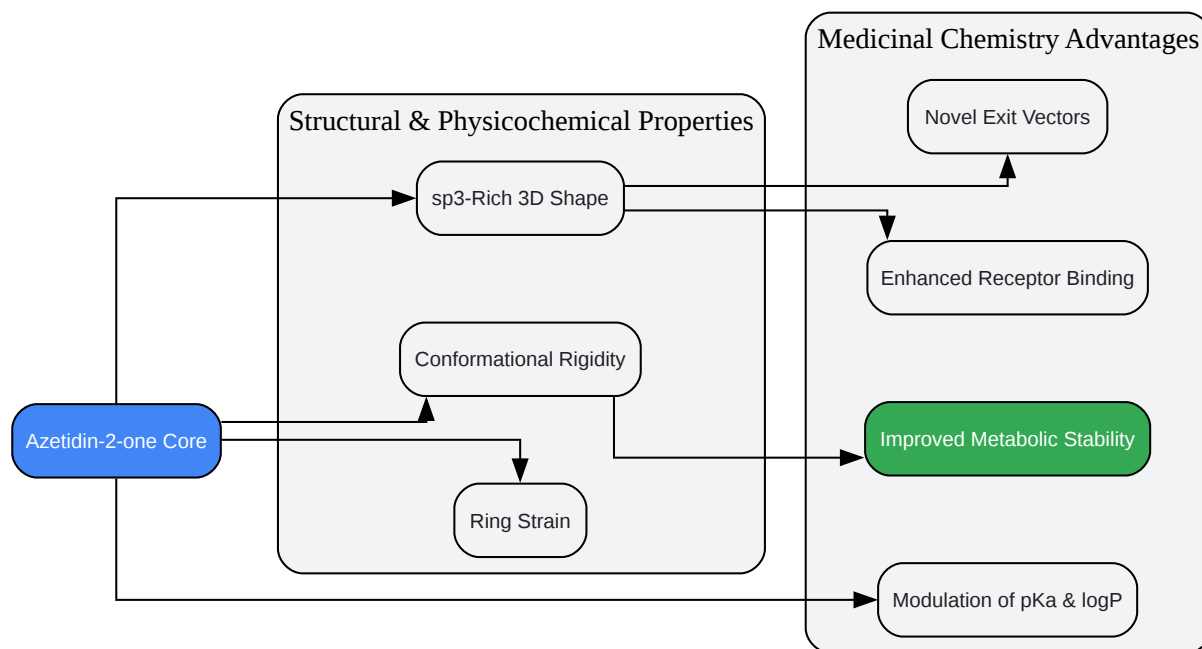 Medicinal Chemistry Advantages
Structural & Physicochemical Properties
Novel Exit Vectors
sp3-Rich 3D Shape
Enhanced Receptor Binding
Conformational Rigidity
Azetidin-2-one Core
Improved Metabolic Stability
Ring Strain
Modulation of pKa & logP